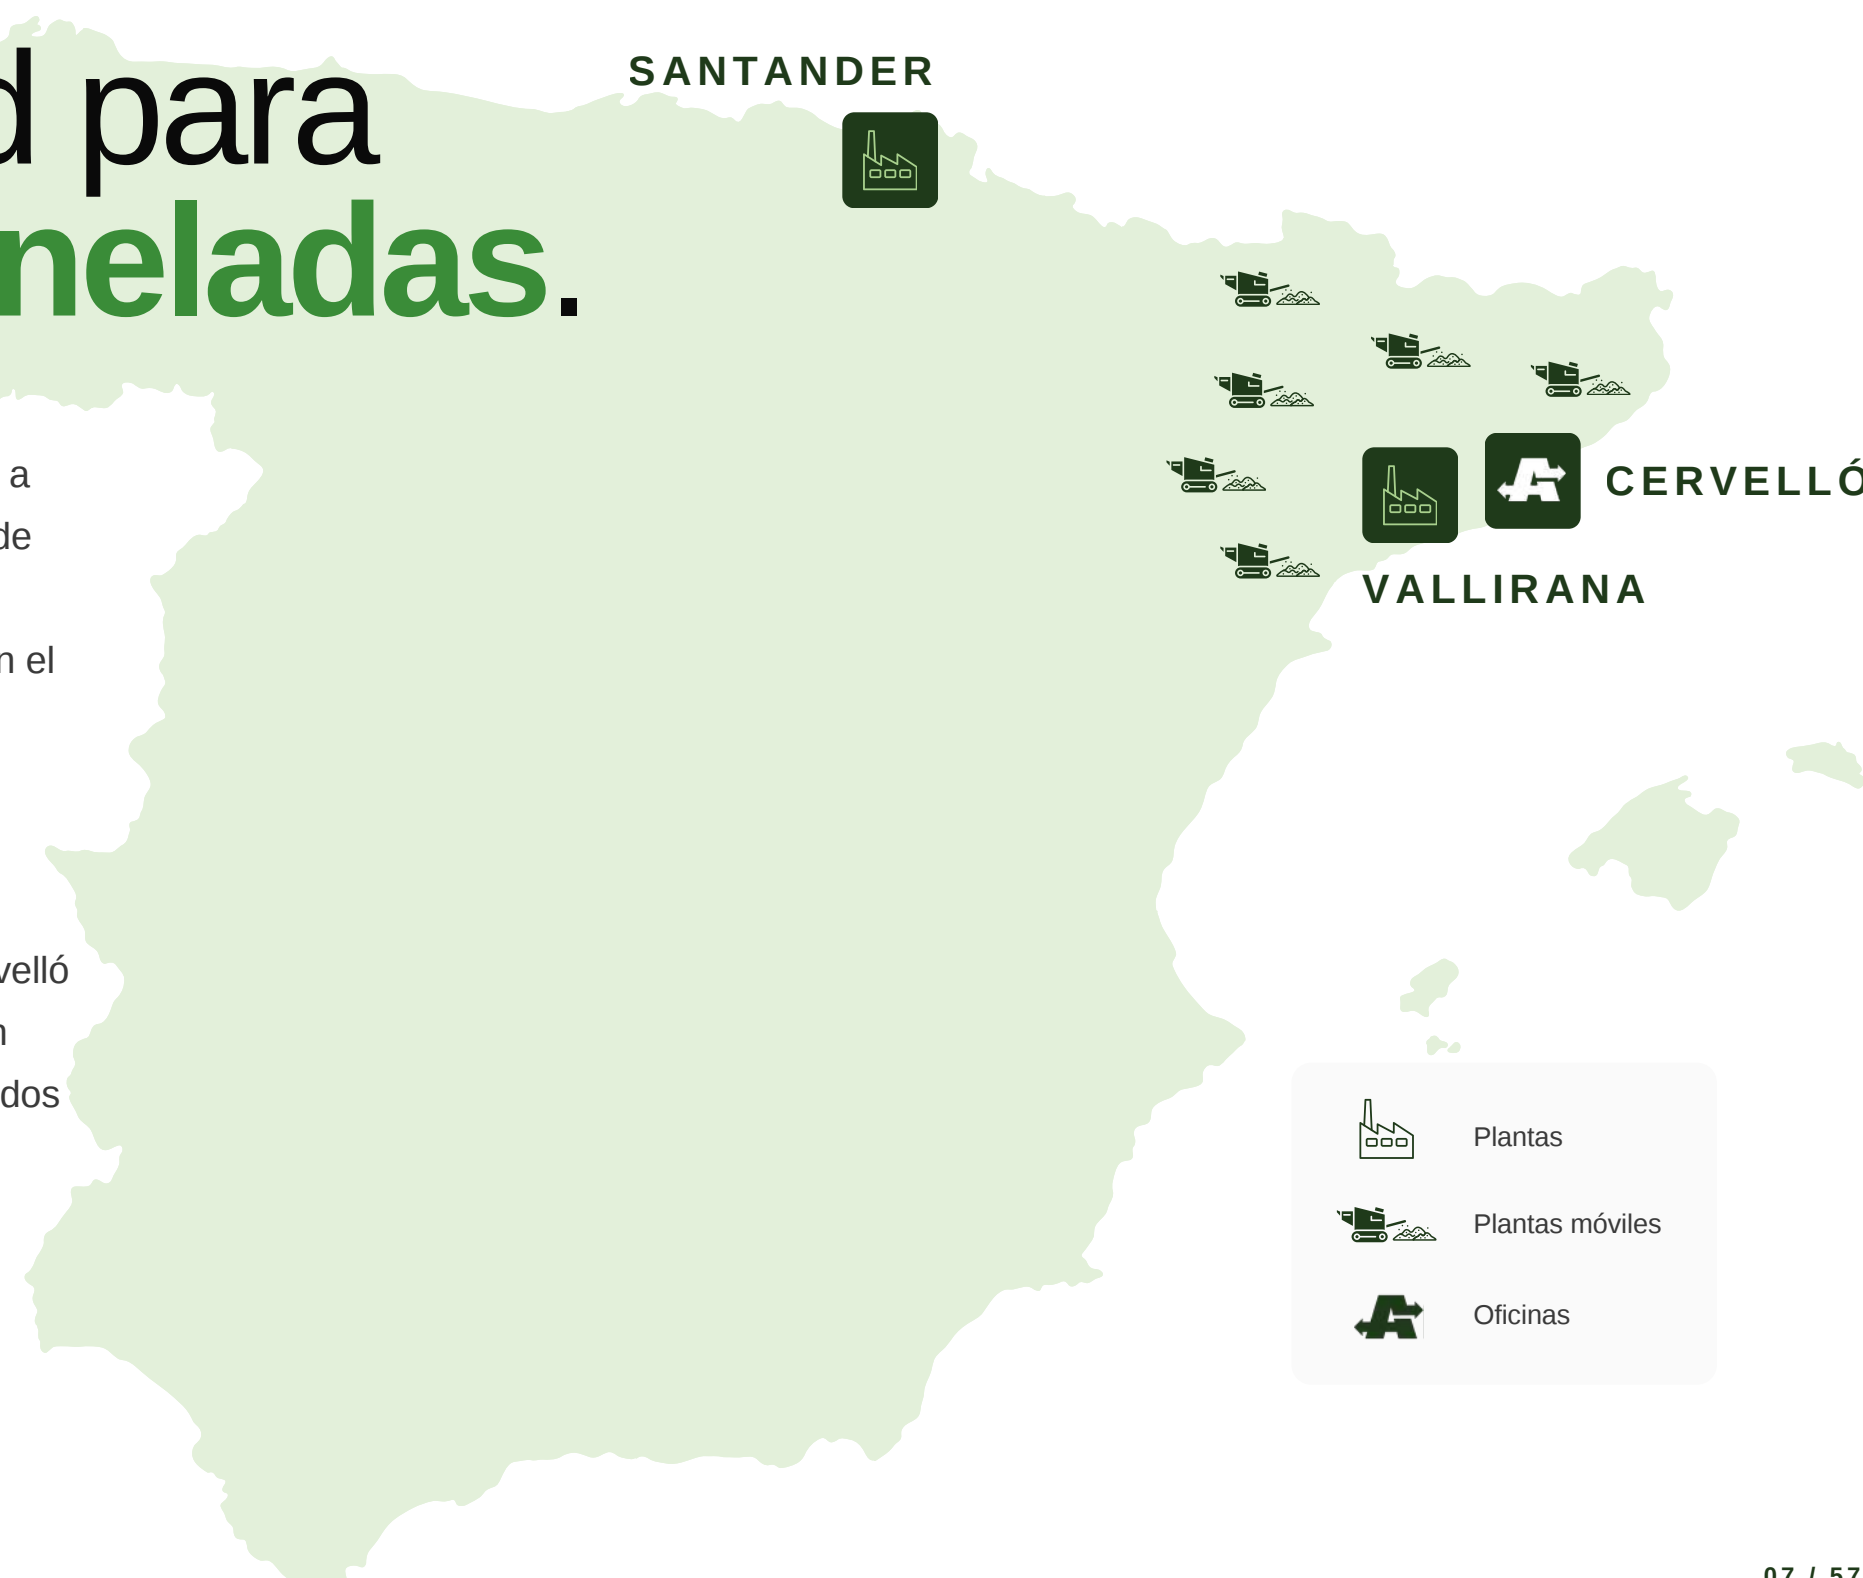 d para
neladas.
a
de
n el
velló
n
dos
SANTANDER
CERVELLÓ
VALLIRANA
Plantas
Plantas móviles
Oficinas
07 / 57